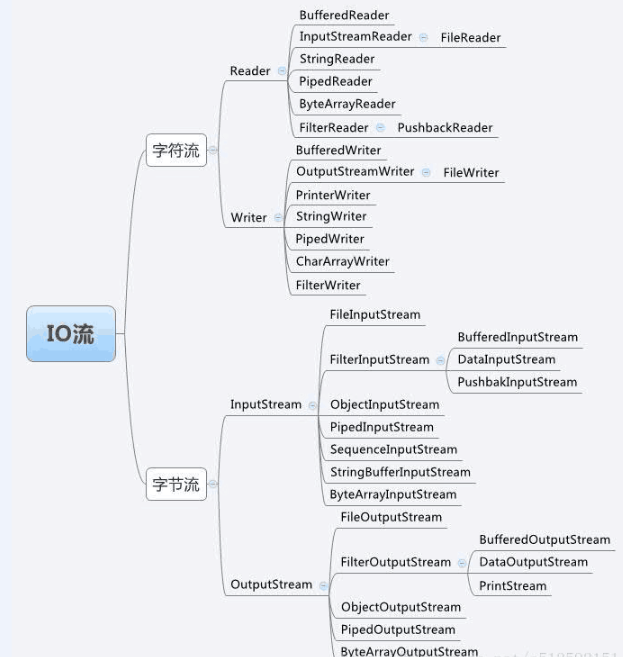 IO流
字符流
Reader
BufferedReader
InputStreamReader
FileReader
StringReader
PipedReader
ByteArrayReader
FilterReader
PushbackReader
Writer
BufferedWriter
OutputStreamWriter
FileWriter
PrinterWriter
StringWriter
PipedWriter
CharArrayWriter
FilterWriter
字节流
InputStream
FileInputStream
FilterInputStream
BufferedInputStream
DataInputStream
PushbakInputStream
ObjectInputStream
PipedInputStream
SequenceInputStream
StringBufferInputStream
ByteArrayInputStream
OutputStream
FileOutputStream
FilterOutputStream
BufferedOutputStream
DataOutputStream
PrintStream
ObjectOutputStream
PipedOutputStream
ByteArrayOutputStream